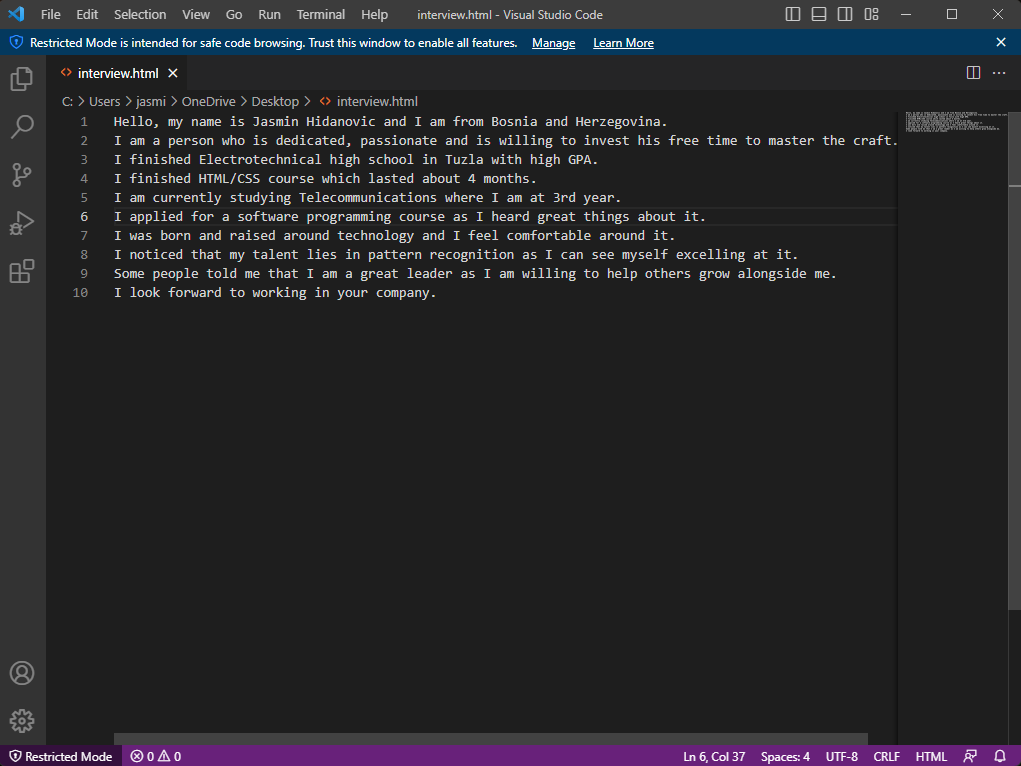 File Edit Selection View Go Run Terminal Help interview.html - Visual Studio Code
Restricted Mode is intended for safe code browsing. Trust this window to enable all features. Manage Learn More
interview.html
C: > Users > jasmi > OneDrive > Desktop > interview.html
1 Hello, my name is Jasmin Hidanovic and I am from Bosnia and Herzegovina.
2 I am a person who is dedicated, passionate and is willing to invest his free time to master the craft.
3 I finished Electrotechnical high school in Tuzla with high GPA.
4 I finished HTML/CSS course which lasted about 4 months.
5 I am currently studying Telecommunications where I am at 3rd year.
6 I applied for a software programming course as I heard great things about it.
7 I was born and raised around technology and I feel comfortable around it.
8 I noticed that my talent lies in pattern recognition as I can see myself excelling at it.
9 Some people told me that I am a great leader as I am willing to help others grow alongside me.
10 I look forward to working in your company.
Restricted Mode 0 0 Ln 6, Col 37 Spaces: 4 UTF-8 CRLF HTML